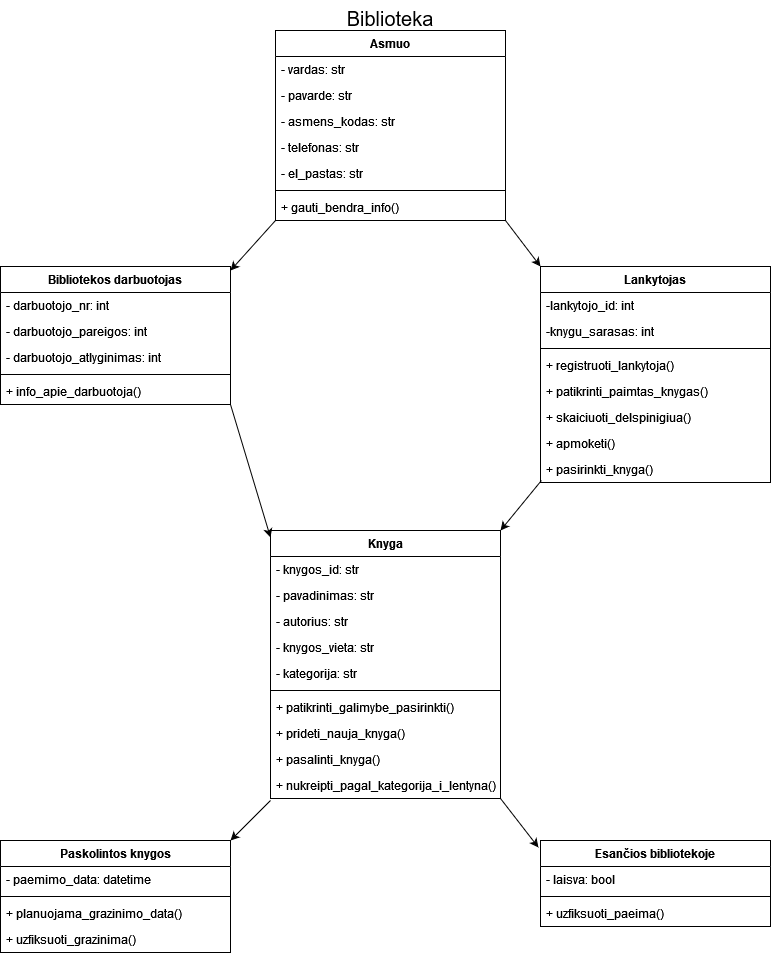 Biblioteka
Asmuo
- vardas: str
- pavarde: str
- asmens_kodas: str
- telefonas: str
- el_pastas: str
+ gauti_bendra_info()
Bibliotekos darbuotojas
- darbuotojo_nr: int
- darbuotojo_pareigos: int
- darbuotojo_atlyginimas: int
+ info_apie_darbuotoja()
Lankytojas
-lankytojo_id: int
-knygu_sarasas: int
+ registruoti_lankytoja()
+ patikrinti_paimtas_knygas()
+ skaiciuoti_delspinigiua()
+ apmoketi()
+ pasirinkti_knyga()
Knyga
- knygos_id: str
- pavadinimas: str
- autorius: str
- knygos_vieta: str
- kategorija: str
+ patikrinti_galimybe_pasirinkti()
+ prideti_nauja_knyga()
+ pasalinti_knyga()
+ nukreipti_pagal_kategorija_i_lentyna()
Paskolintos knygos
- paemimo_data: datetime
+ planuojama_grazinimo_data()
+ uzfiksuoti_grazinima()
Esančios bibliotekoje
- laisva: bool
+ uzfiksuoti_paeima()